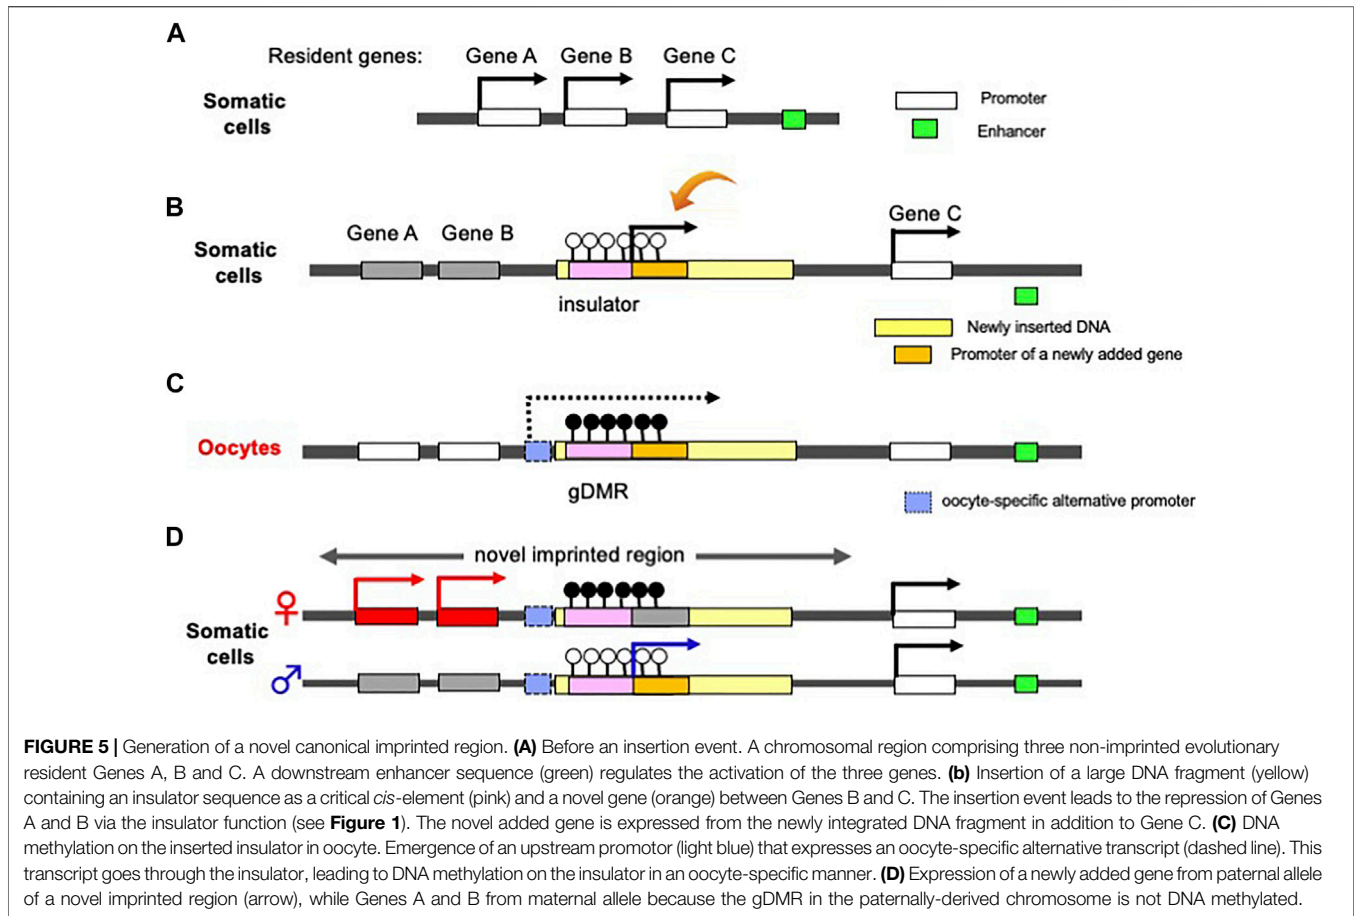 A
Resident genes:
Gene A
Gene B
Gene C
Somatic
cells
Promoter
Enhancer
B
Gene A
Gene B
Gene C
Somatic
cells
insulator
Newly inserted DNA
Promoter of a newly added gene
C
Oocytes
gDMR
oocyte-specific alternative promoter
D
novel imprinted region
♀
Somatic
cells
♂
FIGURE 5 | Generation of a novel canonical imprinted region. (A) Before an insertion event. A chromosomal region comprising three non-imprinted evolutionary
resident Genes A, B and C. A downstream enhancer sequence (green) regulates the activation of the three genes. (b) Insertion of a large DNA fragment (yellow)
containing an insulator sequence as a critical cis-element (pink) and a novel gene (orange) between Genes B and C. The insertion event leads to the repression of Genes
A and B via the insulator function (see Figure 1). The novel added gene is expressed from the newly integrated DNA fragment in addition to Gene C. (C) DNA
methylation on the inserted insulator in oocyte. Emergence of an upstream promotor (light blue) that expresses an oocyte-specific alternative transcript (dashed line). This
transcript goes through the insulator, leading to DNA methylation on the insulator in an oocyte-specific manner. (D) Expression of a newly added gene from paternal allele
of a novel imprinted region (arrow), while Genes A and B from maternal allele because the gDMR in the paternally-derived chromosome is not DNA methylated.